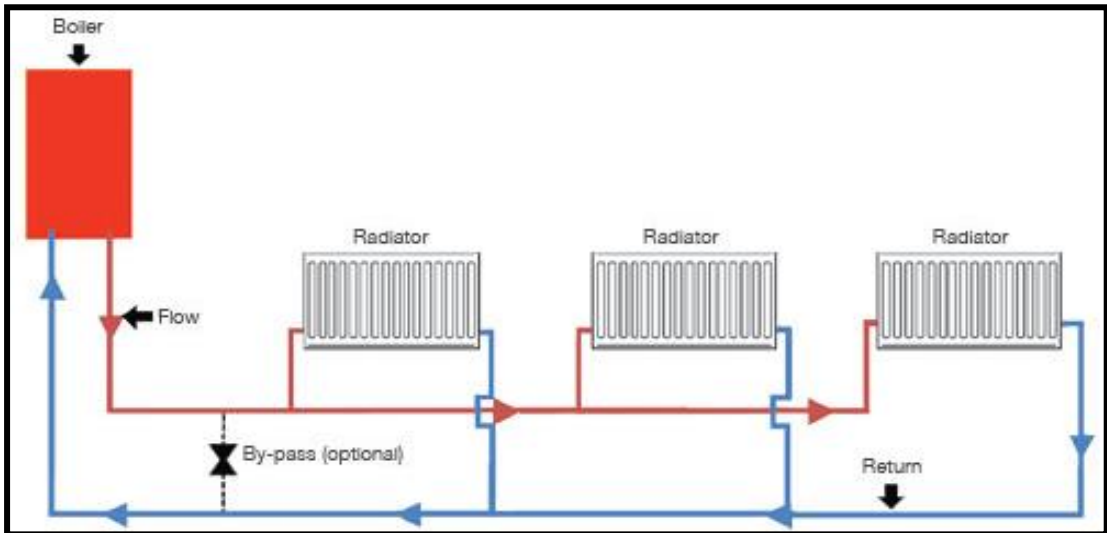 Boiler
Radiator
Radiator
Radiator
Flow
By-pass (optional)
Return